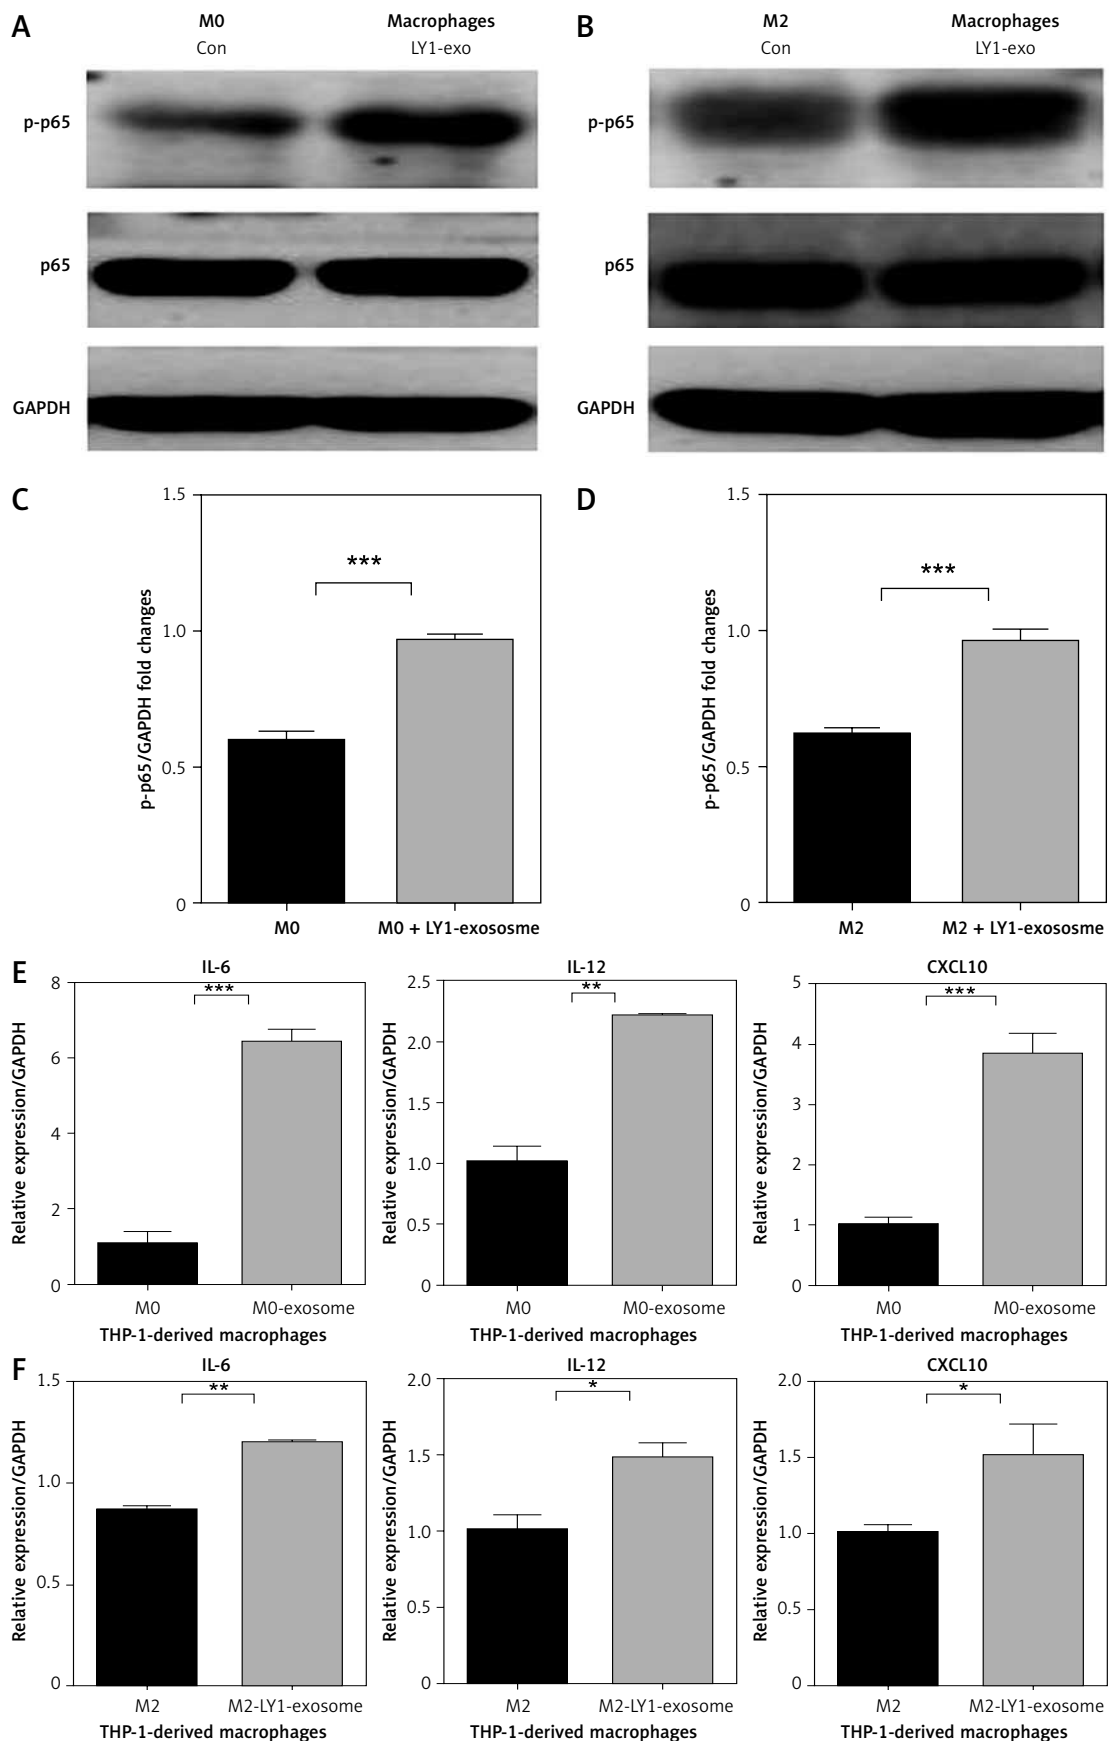 A
M0 Macrophages
Con LY1-exo
p-p65
p65
GAPDH
B
M2 Macrophages
Con LY1-exo
p-p65
p65
GAPDH
C
p-p65/GAPDH fold changes
1.5
1.0
0.5
0
***
M0 M0 + LY1-exososme
D
p-p65/GAPDH fold changes
1.5
1.0
0.5
0
***
M2 M2 + LY1-exososme
E
IL-6
Relative expression/GAPDH
8
6
4
2
0
***
M0 M0-exosome
THP-1-derived macrophages
IL-12
Relative expression/GAPDH
2.5
2.0
1.5
1.0
0.5
0
**
M0 M0-exosome
THP-1-derived macrophages
CXCL10
Relative expression/GAPDH
5
4
3
2
1
0
***
M0 M0-exosome
THP-1-derived macrophages
F
IL-6
Relative expression/GAPDH
1.5
1.0
0.5
0
**
M2 M2-LY1-exosome
THP-1-derived macrophages
IL-12
Relative expression/GAPDH
2.0
1.5
1.0
0.5
0
*
M2 M2-LY1-exosome
THP-1-derived macrophages
CXCL10
Relative expression/GAPDH
2.0
1.5
1.0
0.5
0
*
M2 M2-LY1-exosome
THP-1-derived macrophages